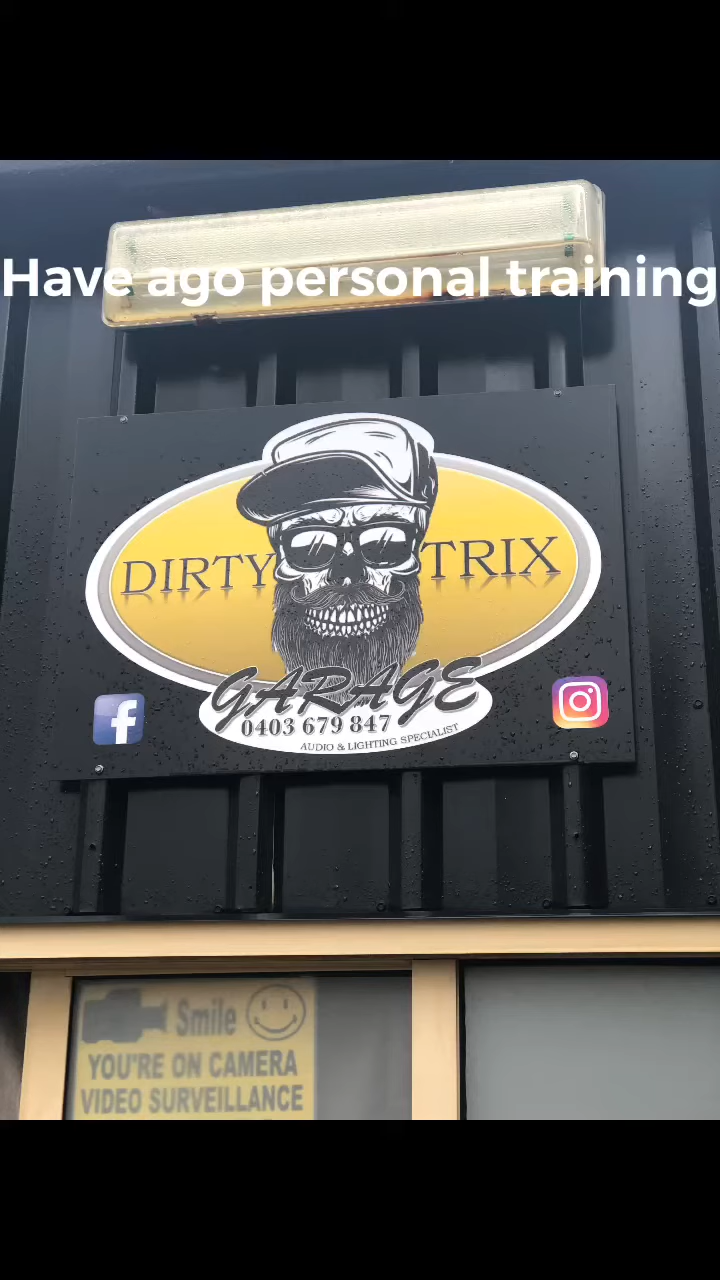 Have ago personal training
DIRTY TRIX
GARAGE
0403 679 847
AUDIO & LIGHTING SPECIALIST
Smile
YOU'RE ON CAMERA
VIDEO SURVEILLANCE